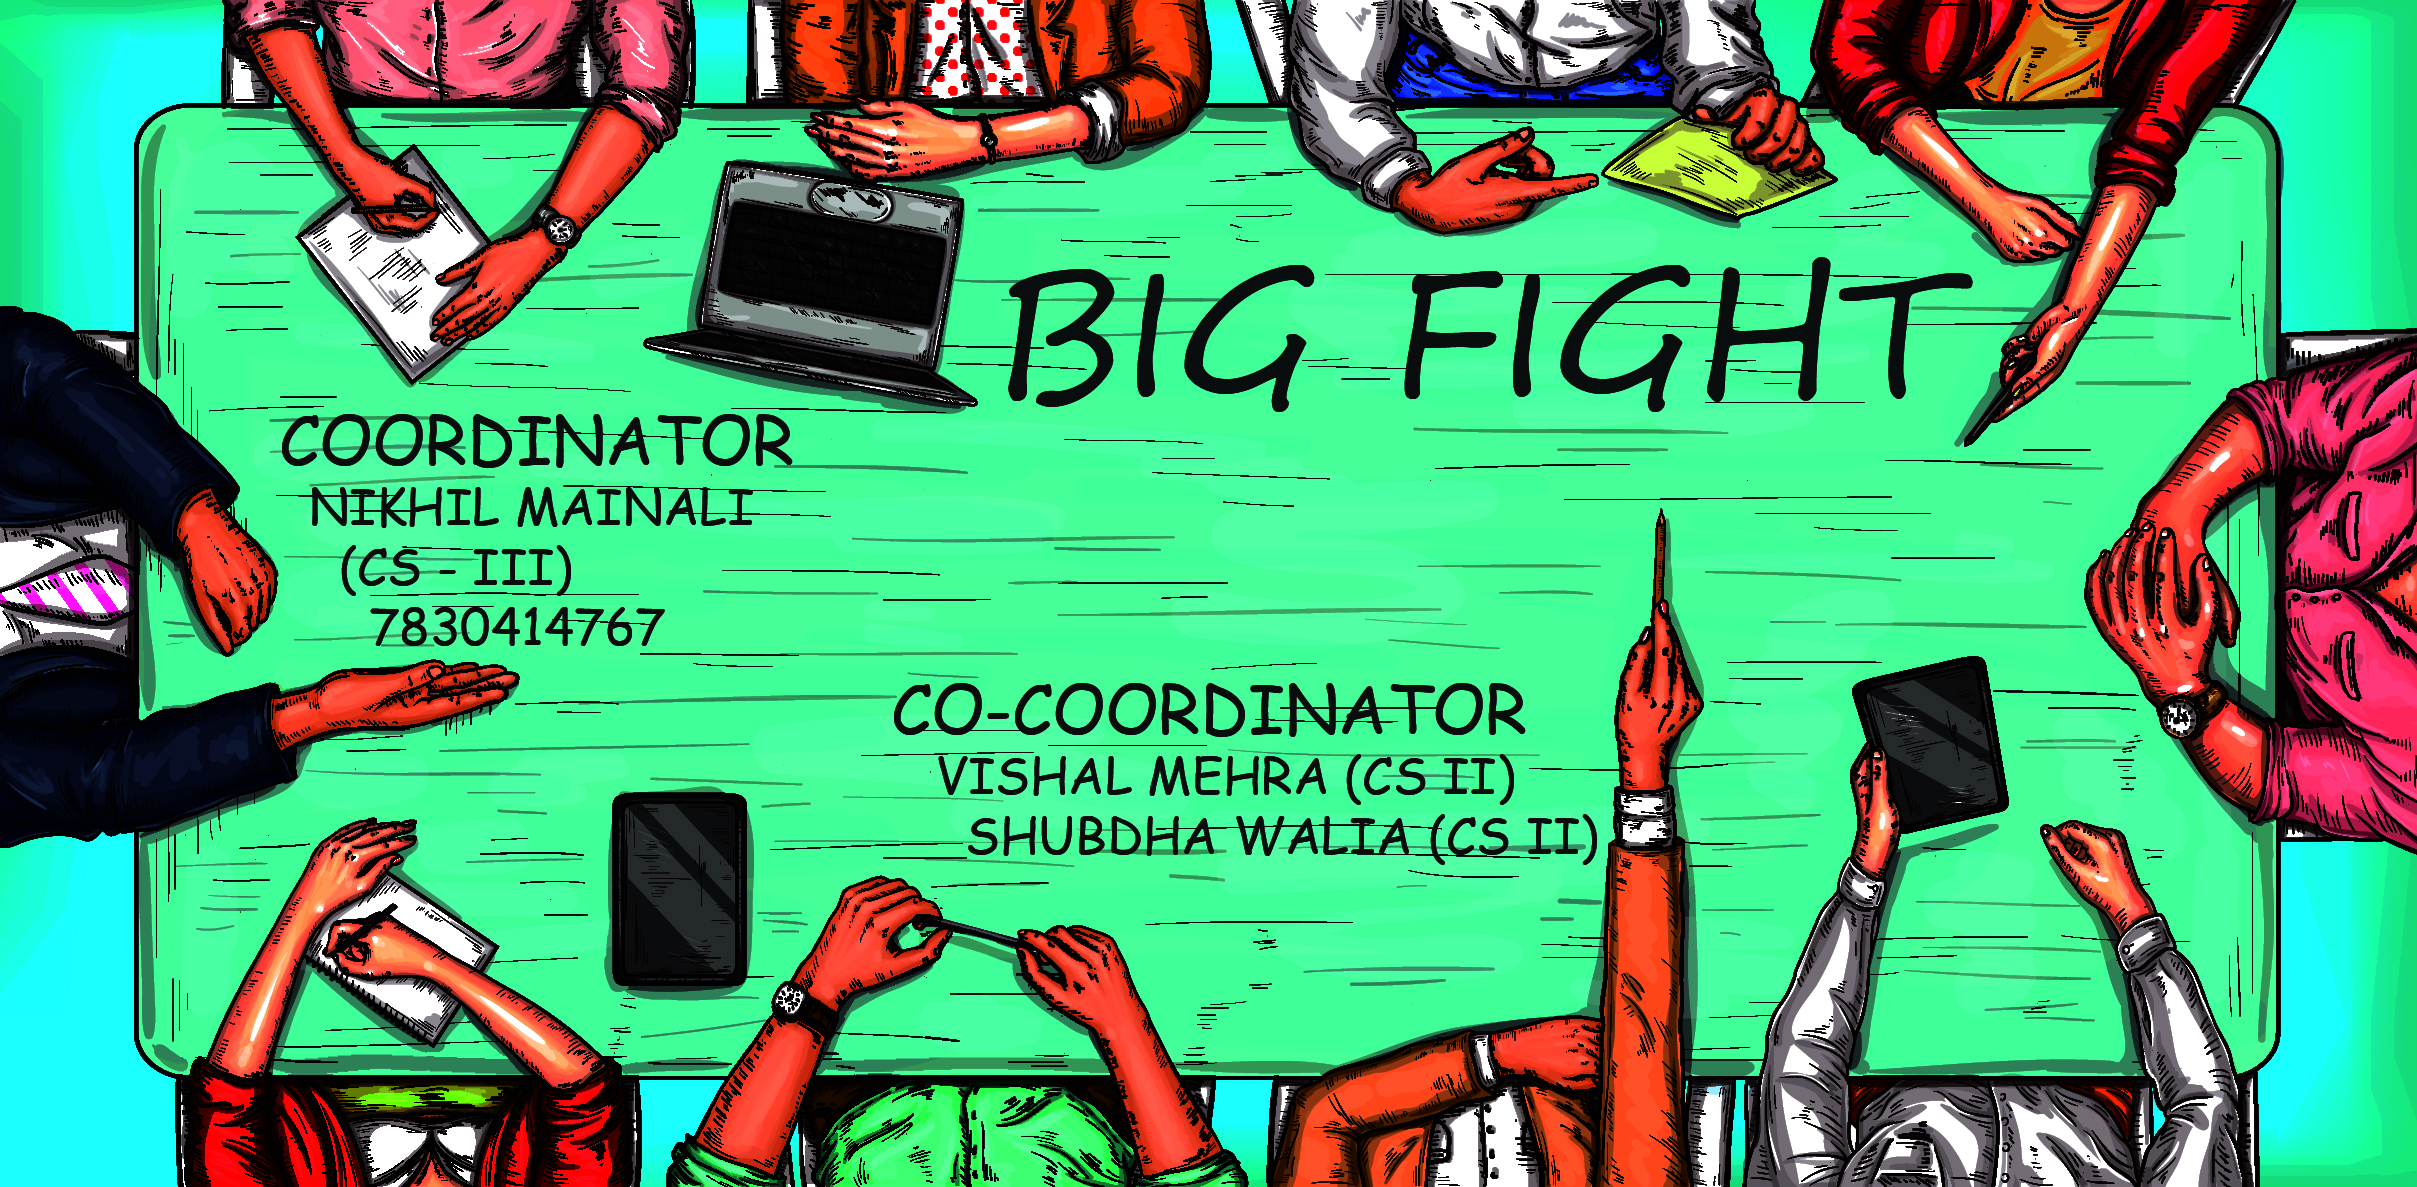 BIG FIGHT
COORDINATOR
NIKHIL MAINALI
(CS - III)
7830414767
CO-COORDINATOR
VISHAL MEHRA (CS II)
SHUBDHA WALIA (CS II)